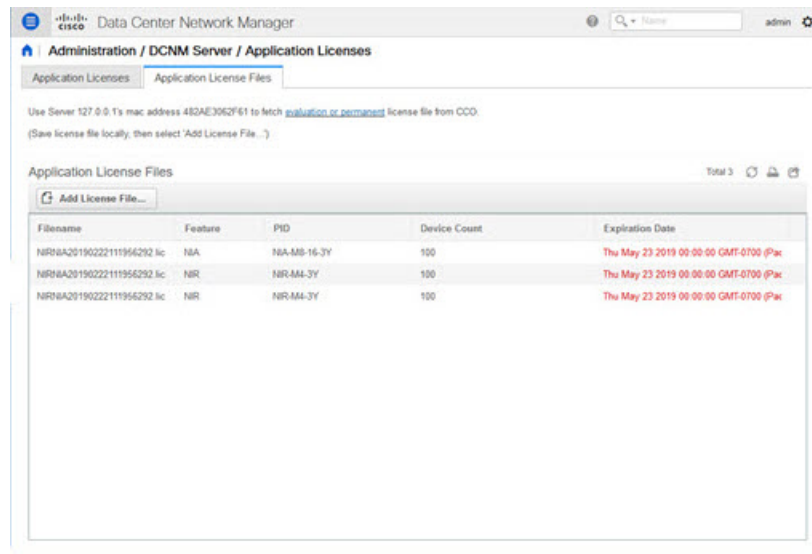 cisco Data Center Network Manager
Name
admin
Administration / DCNM Server / Application Licenses
Application Licenses
Application License Files
Use Server 127.0.0.1's mac address 482AE3062F61 to fetch evaluation or permanent license file from CCO.
(Save license file locally, then select 'Add License File...')
Application License Files
Total 3
Add License File...
Filename Feature PID Device Count Expiration Date
NIRNIA20190222111956292.lic NIA NIA-M8-16-3Y 100 Thu May 23 2019 00:00:00 GMT-0700 (Pac
NIRNIA20190222111956292.lic NIR NIR-M4-3Y 100 Thu May 23 2019 00:00:00 GMT-0700 (Pac
NIRNIA20190222111956292.lic NIR NIR-M4-3Y 100 Thu May 23 2019 00:00:00 GMT-0700 (Pac